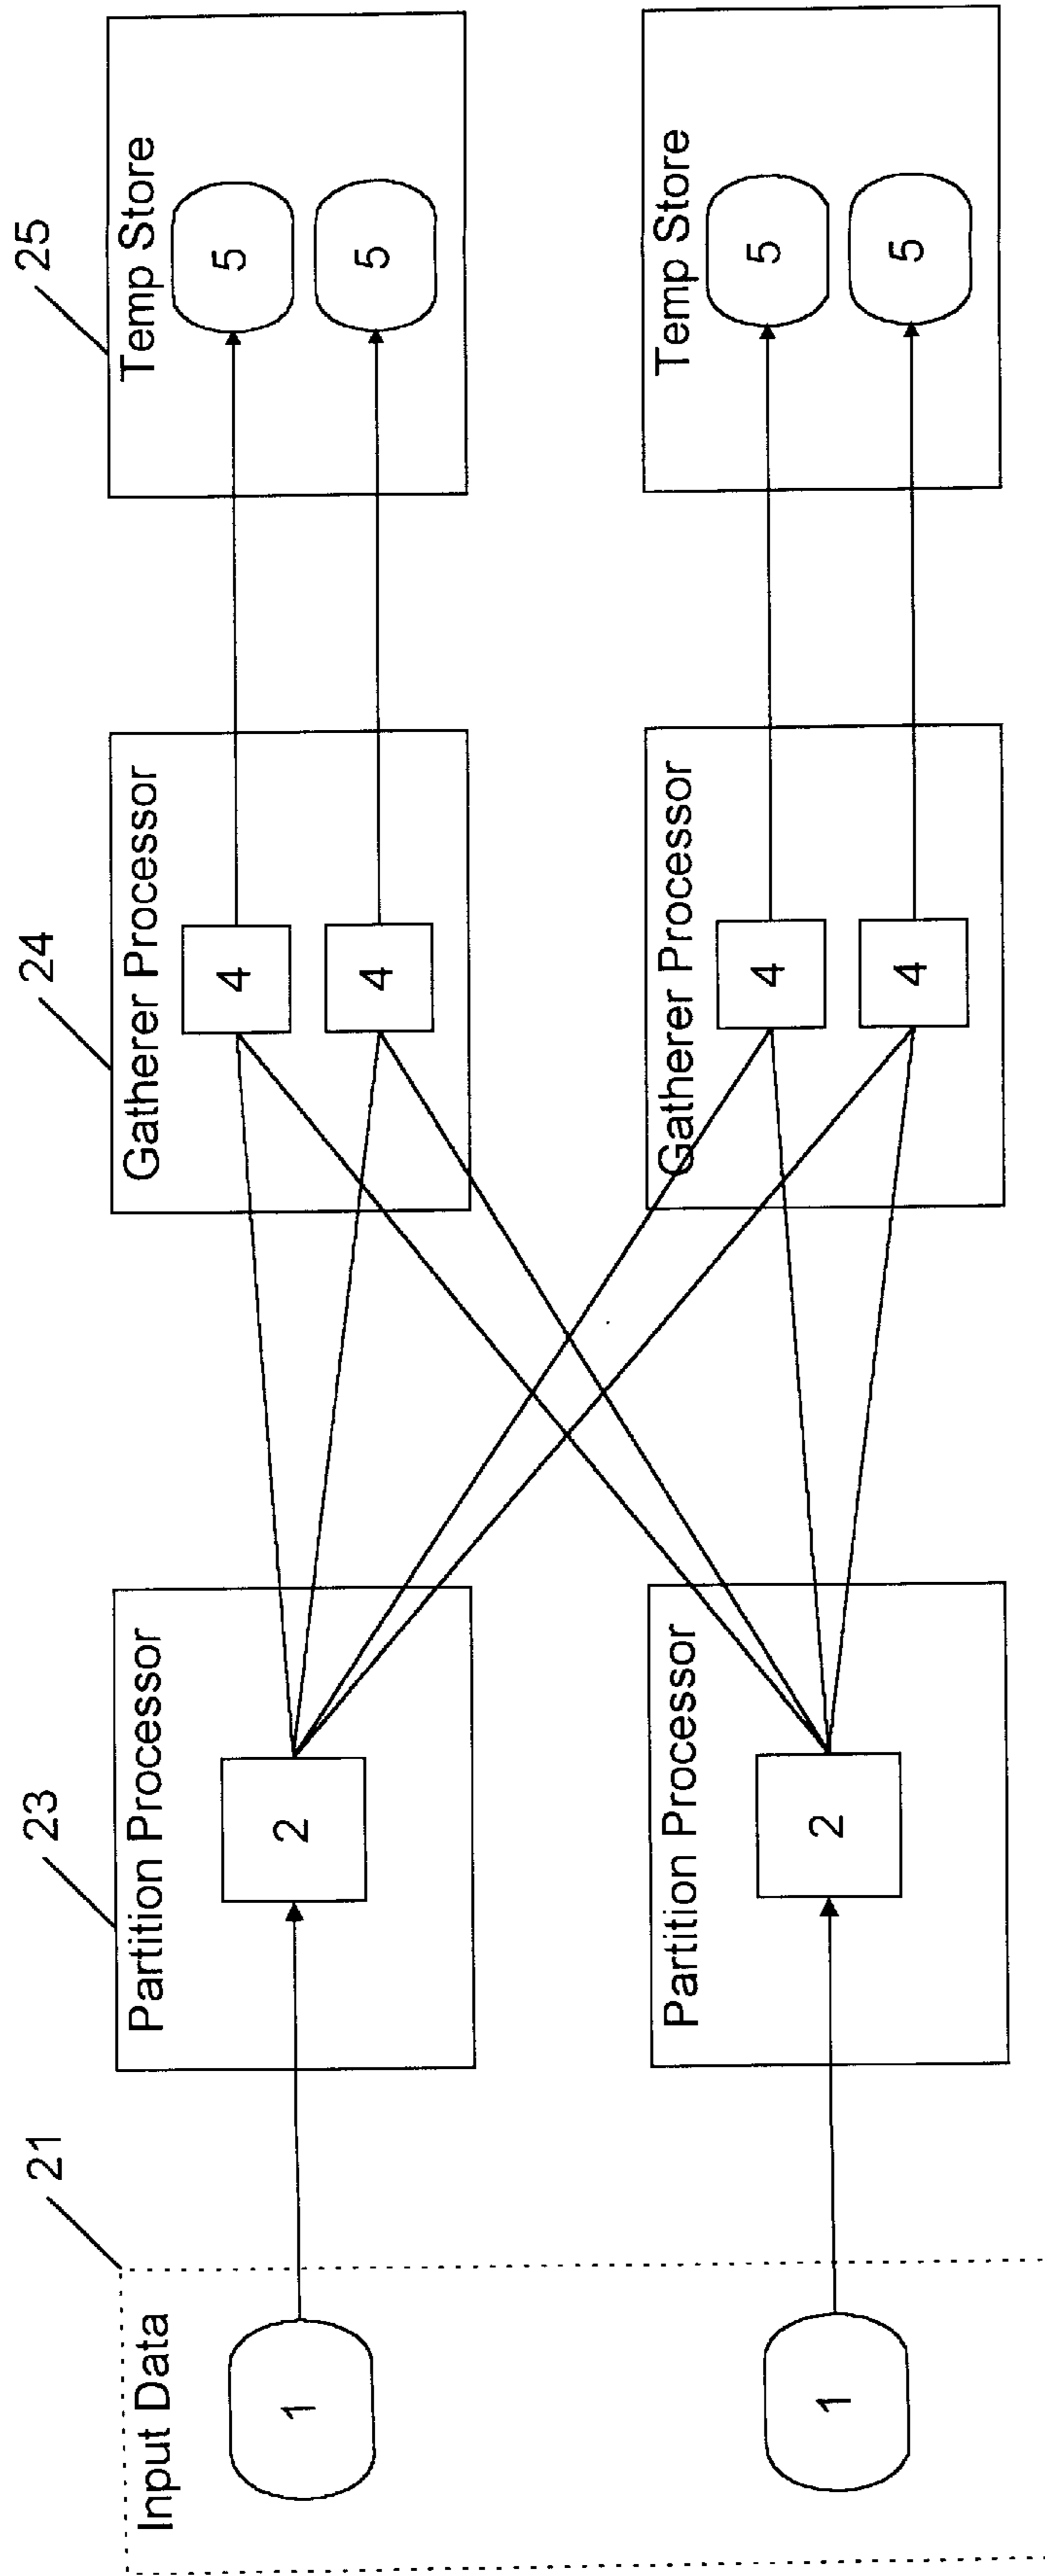 21
23
24
25
Input Data
Partition Processor
Gatherer Processor
Temp Store
1
2
4
5
4
5
Partition Processor
Gatherer Processor
Temp Store
1
2
4
5
4
5